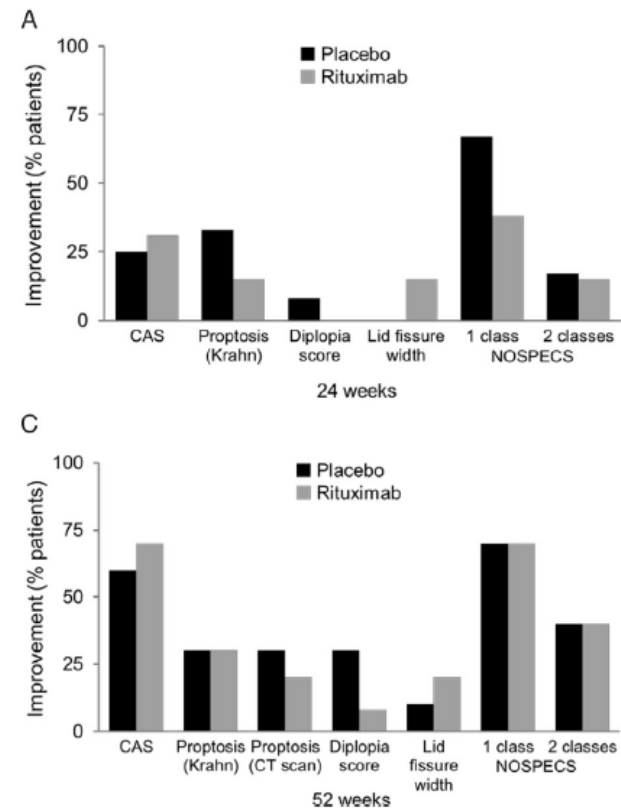 A
Improvement (% patients)
100
75
50
25
0
Placebo
Rituximab
CAS Proptosis (Krahn) Diplopia score Lid fissure width 1 class 2 classes
NOSPECS
24 weeks
C
Improvement (% patients)
100
75
50
25
0
Placebo
Rituximab
CAS Proptosis (Krahn) Proptosis (CT scan) Diplopia score Lid fissure width 1 class 2 classes
NOSPECS
52 weeks